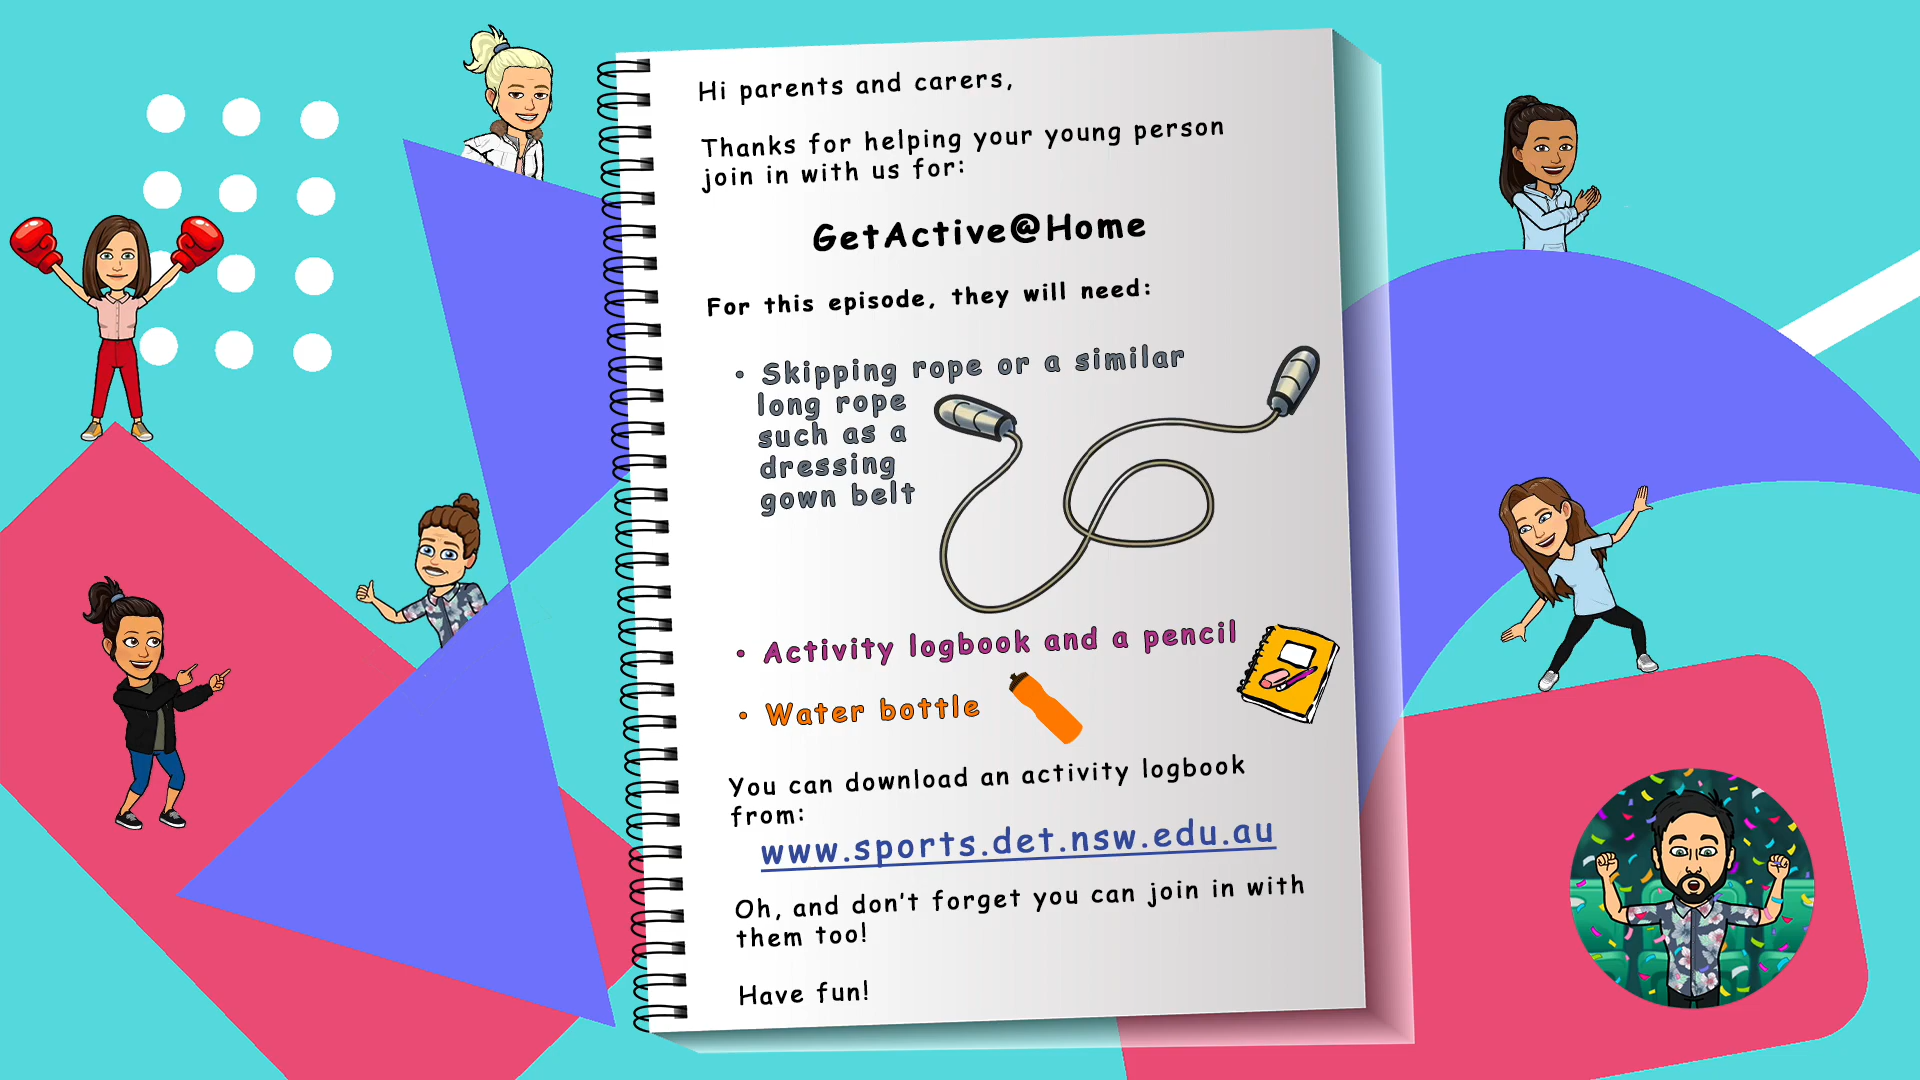 Hi parents and carers,
Thanks for helping your young person
join in with us for:
GetActive@Home
For this episode, they will need:
• Skipping rope or a similar
long rope
such as a
dressing
gown belt
• Activity logbook and a pencil
• Water bottle
You can download an activity logbook
from:
www.sports.det.nsw.edu.au
Oh, and don't forget you can join in with
them too!
Have fun!